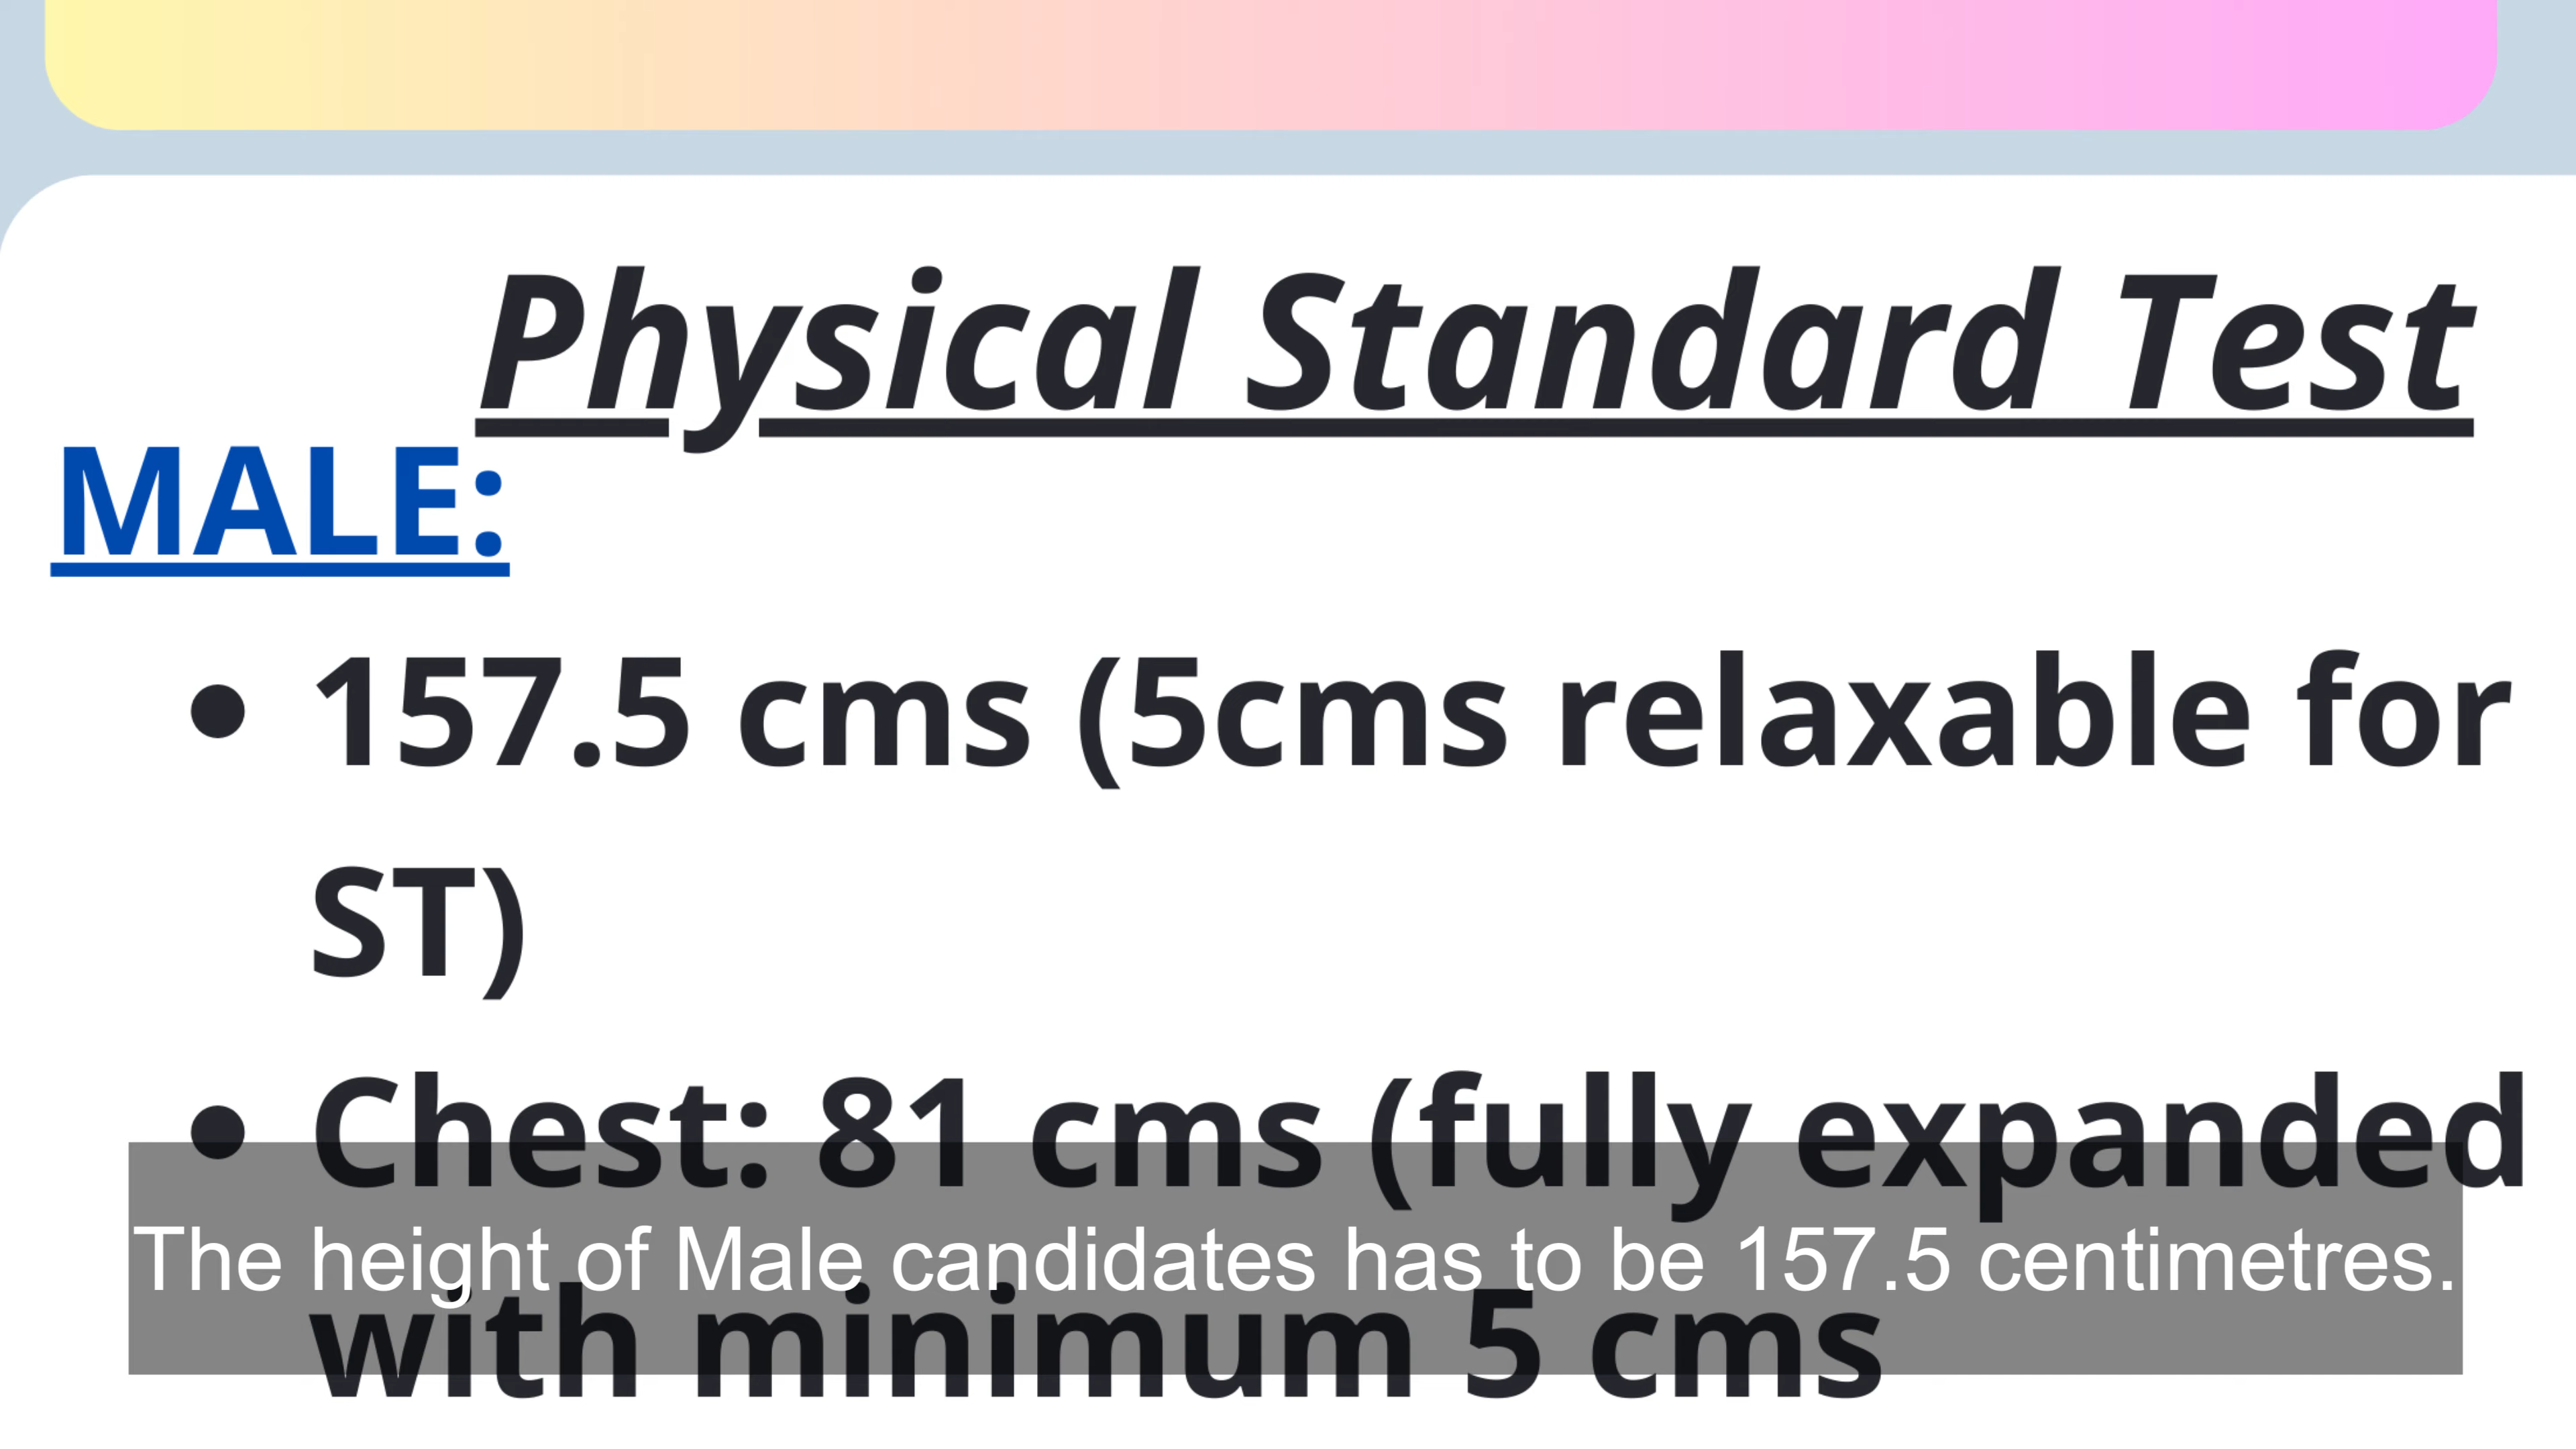 Physical Standard Test
MALE:
• 157.5 cms (5cms relaxable for
ST)
• Chest: 81 cms (fully expanded
The height of Male candidates has to be 157.5 centimetres.
with minimum 5 cms